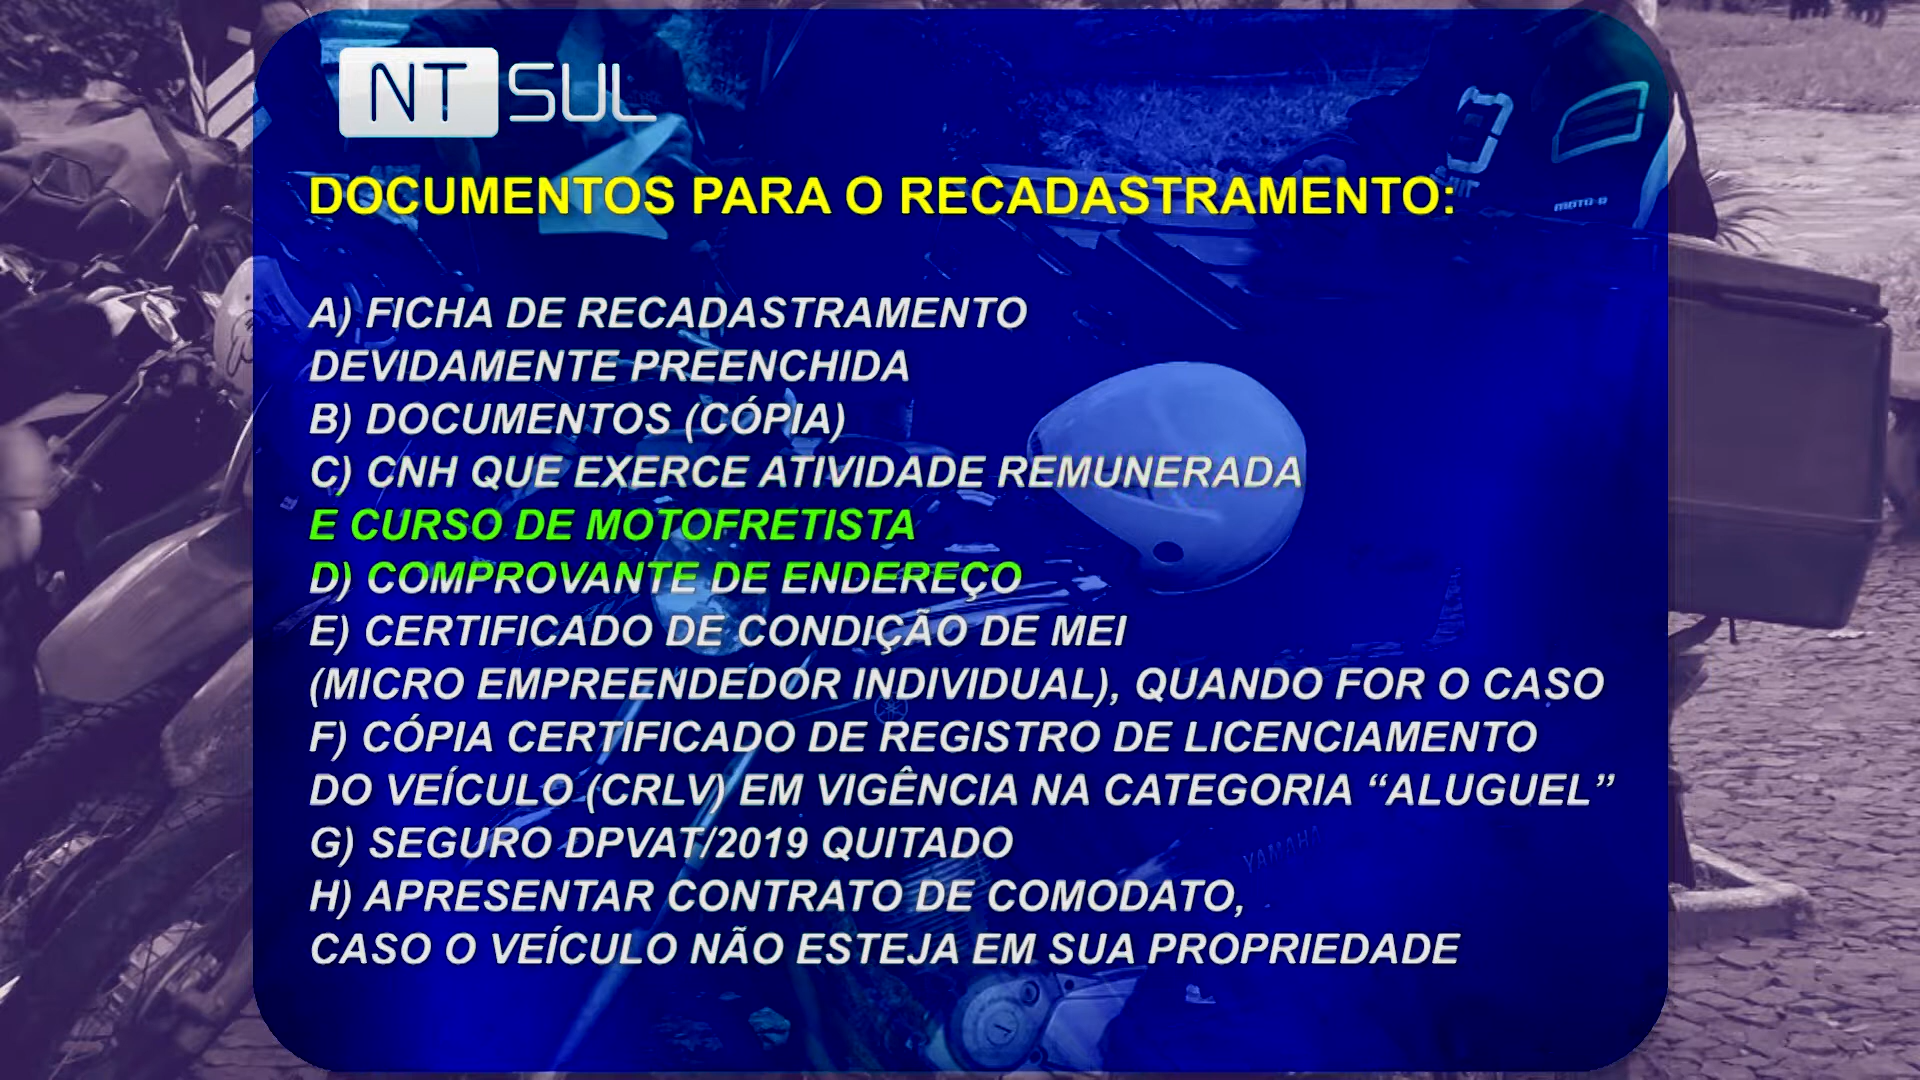 NT SUL
DOCUMENTOS PARA O RECADASTRAMENTO:
A) FICHA DE RECADASTRAMENTO
DEVIDAMENTE PREENCHIDA
B) DOCUMENTOS (CÓPIA)
C) CNH QUE EXERCE ATIVIDADE REMUNERADA
E CURSO DE MOTOFRETISTA
D) COMPROVANTE DE ENDEREÇO
E) CERTIFICADO DE CONDIÇÃO DE MEI
(MICRO EMPREENDEDOR INDIVIDUAL), QUANDO FOR O CASO
F) CÓPIA CERTIFICADO DE REGISTRO DE LICENCIAMENTO
DO VEÍCULO (CRLV) EM VIGÊNCIA NA CATEGORIA “ALUGUEL”
G) SEGURO DPVAT/2019 QUITADO
H) APRESENTAR CONTRATO DE COMODATO,
CASO O VEÍCULO NÃO ESTEJA EM SUA PROPRIEDADE
YAMAHA